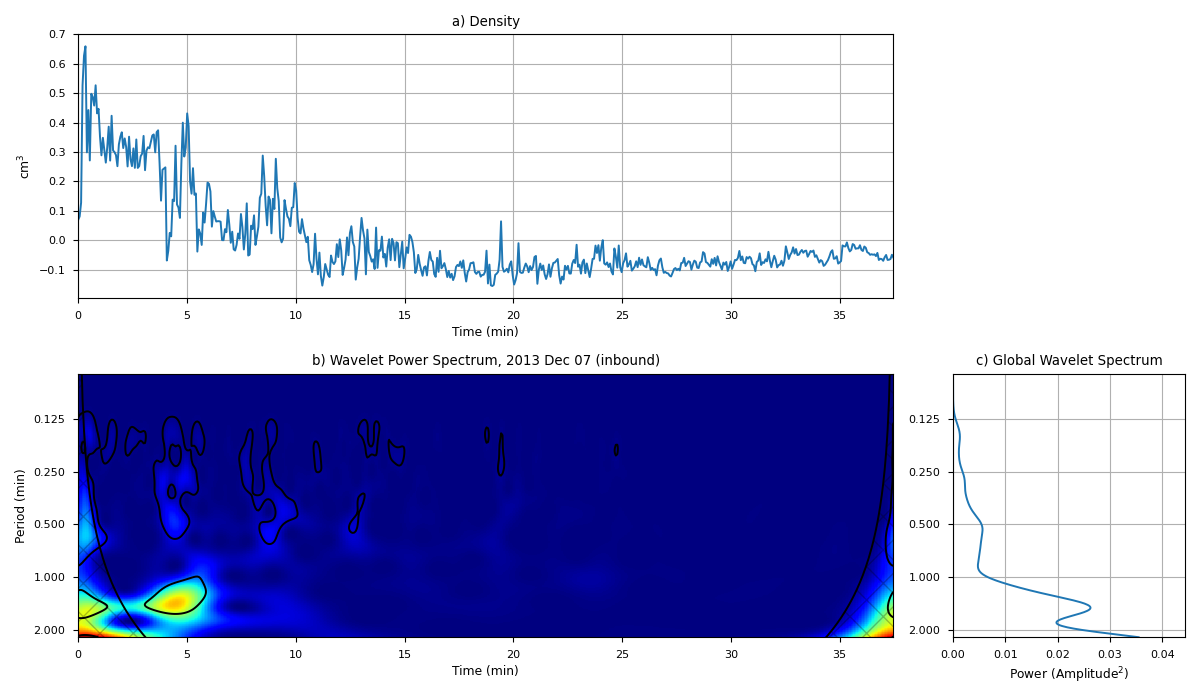 a) Density
0.7
0.6
0.5
0.4
0.3
0.2
0.1
0.0
−0.1
cm³
0 5 10 15 20 25 30 35
Time (min)
b) Wavelet Power Spectrum, 2013 Dec 07 (inbound)
0.125
0.250
0.500
1.000
2.000
Period (min)
0 5 10 15 20 25 30 35
Time (min)
c) Global Wavelet Spectrum
0.125
0.250
0.500
1.000
2.000
0.00 0.01 0.02 0.03 0.04
Power (Amplitude²)